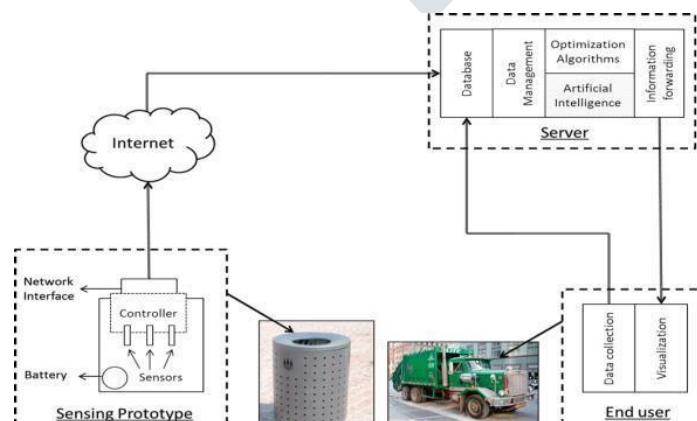 Database
Data
Management
Optimization
Algorithms
Artificial
Intelligence
Information
forwarding
Server
Internet
Network
Interface
Controller
Sensors
Battery
Sensing Prototype
Data collection
Visualization
End user